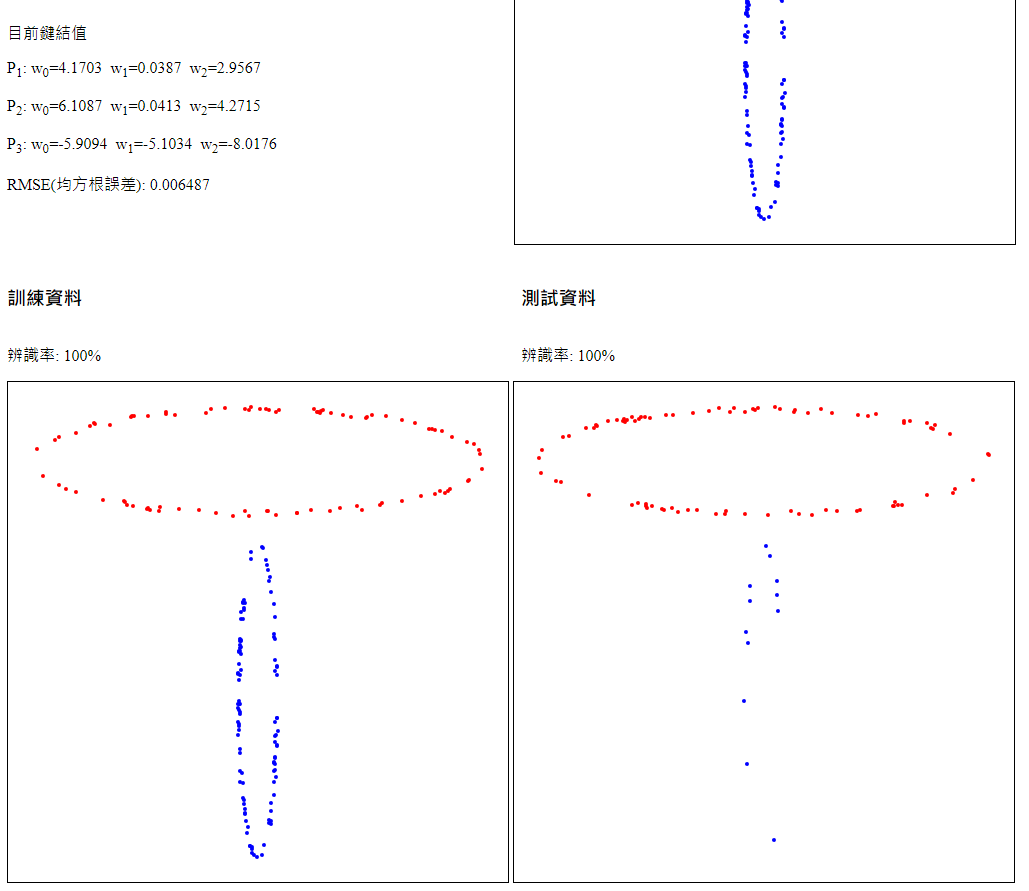 目前鍵結值
P1: w0=4.1703 w1=0.0387 w2=2.9567
P2: w0=6.1087 w1=0.0413 w2=4.2715
P3: w0=-5.9094 w1=-5.1034 w2=-8.0176
RMSE(均方根誤差): 0.006487
訓練資料
測試資料
辨識率: 100%
辨識率: 100%